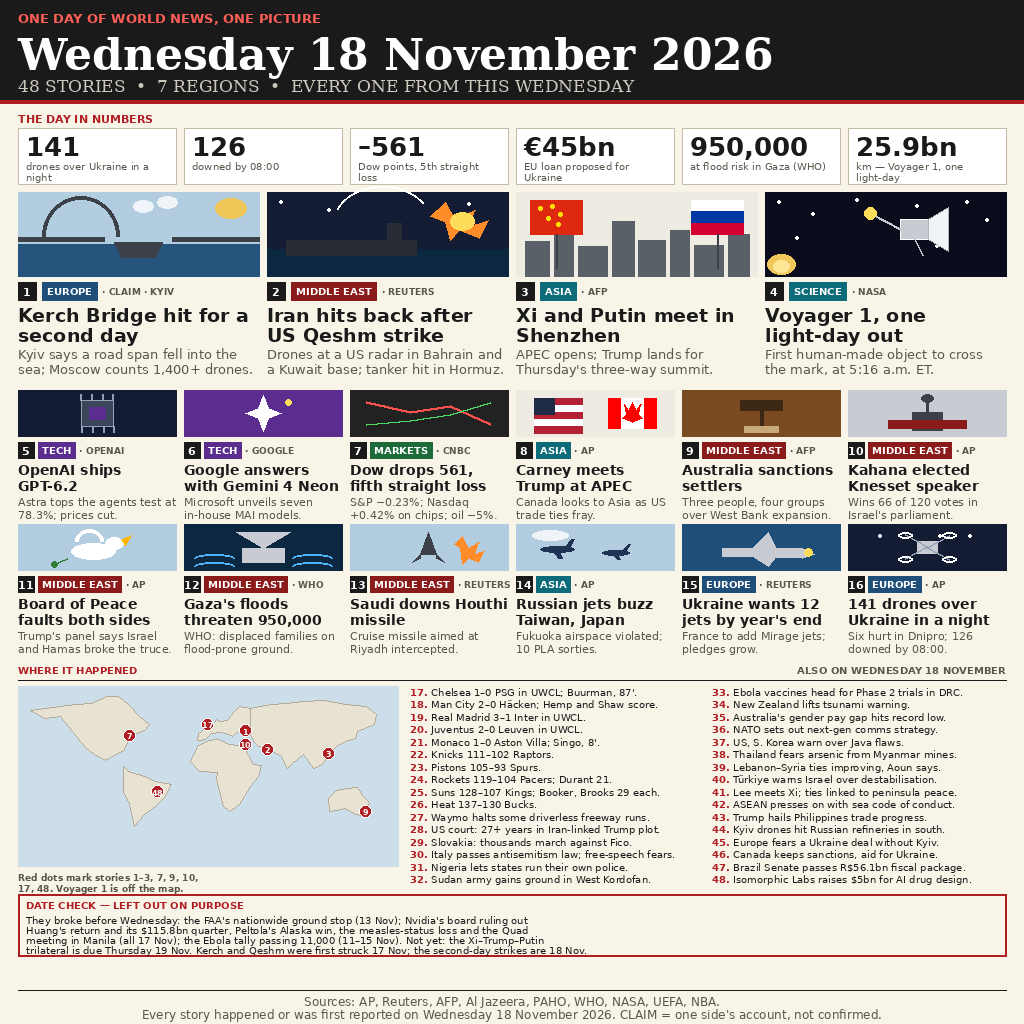 ONE DAY OF WORLD NEWS, ONE PICTURE
Wednesday 18 November 2026
48 STORIES • 7 REGIONS • EVERY ONE FROM THIS WEDNESDAY
THE DAY IN NUMBERS
141
drones over Ukraine in a
night
126
downed by 08:00
–561
Dow points, 5th straight
loss
€45bn
EU loan proposed for
Ukraine
950,000
at flood risk in Gaza (WHO)
25.9bn
km — Voyager 1, one
light-day
1 EUROPE · CLAIM · KYIV
Kerch Bridge hit for a
second day
Kyiv says a road span fell into the
sea; Moscow counts 1,400+ drones.
2 MIDDLE EAST · REUTERS
Iran hits back after
US Qeshm strike
Drones at a US radar in Bahrain and
a Kuwait base; tanker hit in Hormuz.
3 ASIA · AFP
Xi and Putin meet in
Shenzhen
APEC opens; Trump lands for
Thursday's three-way summit.
4 SCIENCE · NASA
Voyager 1, one
light-day out
First human-made object to cross
the mark, at 5:16 a.m. ET.
5 TECH · OPENAI
OpenAI ships
GPT-6.2
Astra tops the agents test at
78.3%; prices cut.
6 TECH · GOOGLE
Google answers
with Gemini 4 Neon
Microsoft unveils seven
in-house MAI models.
7 MARKETS · CNBC
Dow drops 561,
fifth straight loss
S&P −0.23%; Nasdaq
+0.42% on chips; oil −5%.
8 ASIA · AP
Carney meets
Trump at APEC
Canada looks to Asia as US
trade ties fray.
9 MIDDLE EAST · AFP
Australia sanctions
settlers
Three people, four groups
over West Bank expansion.
10 MIDDLE EAST · AP
Kahana elected
Knesset speaker
Wins 66 of 120 votes in
Israel's parliament.
11 MIDDLE EAST · AP
Board of Peace
faults both sides
Trump's panel says Israel
and Hamas broke the truce.
12 MIDDLE EAST · WHO
Gaza's floods
threaten 950,000
WHO: displaced families on
flood-prone ground.
13 MIDDLE EAST · REUTERS
Saudi downs Houthi
missile
Cruise missile aimed at
Riyadh intercepted.
14 ASIA · AP
Russian jets buzz
Taiwan, Japan
Fukuoka airspace violated;
10 PLA sorties.
15 EUROPE · REUTERS
Ukraine wants 12
jets by year's end
France to add Mirage jets;
pledges grow.
16 EUROPE · AP
141 drones over
Ukraine in a night
Six hurt in Dnipro; 126
downed by 08:00.
WHERE IT HAPPENED
ALSO ON WEDNESDAY 18 NOVEMBER
7
17
1
10
2
3
48
9
Red dots mark stories 1–3, 7, 9, 10,
17, 48. Voyager 1 is off the map.
17. Chelsea 1–0 PSG in UWCL; Buurman, 87'.
18. Man City 2–0 Häcken; Hemp and Shaw score.
19. Real Madrid 3–1 Inter in UWCL.
20. Juventus 2–0 Leuven in UWCL.
21. Monaco 1–0 Aston Villa; Singo, 8'.
22. Knicks 111–102 Raptors.
23. Pistons 105–93 Spurs.
24. Rockets 119–104 Pacers; Durant 21.
25. Suns 128–107 Kings; Booker, Brooks 29 each.
26. Heat 137–130 Bucks.
27. Waymo halts some driverless freeway runs.
28. US court: 27+ years in Iran-linked Trump plot.
29. Slovakia: thousands march against Fico.
30. Italy passes antisemitism law; free-speech fears.
31. Nigeria lets states run their own police.
32. Sudan army gains ground in West Kordofan.
33. Ebola vaccines head for Phase 2 trials in DRC.
34. New Zealand lifts tsunami warning.
35. Australia's gender pay gap hits record low.
36. NATO sets out next-gen comms strategy.
37. US, S. Korea warn over Java flaws.
38. Thailand fears arsenic from Myanmar mines.
39. Lebanon–Syria ties improving, Aoun says.
40. Türkiye warns Israel over destabilisation.
41. Lee meets Xi; ties linked to peninsula peace.
42. ASEAN presses on with sea code of conduct.
43. Trump hails Philippines trade progress.
44. Kyiv drones hit Russian refineries in south.
45. Europe fears a Ukraine deal without Kyiv.
46. Canada keeps sanctions, aid for Ukraine.
47. Brazil Senate passes R$56.1bn fiscal package.
48. Isomorphic Labs raises $5bn for AI drug design.
DATE CHECK — LEFT OUT ON PURPOSE
They broke before Wednesday: the FAA's nationwide ground stop (13 Nov); Nvidia's board ruling out
Huang's return and its $115.8bn quarter, Peltola's Alaska win, the measles-status loss and the Quad
meeting in Manila (all 17 Nov); the Ebola tally passing 11,000 (11–15 Nov). Not yet: the Xi–Trump–Putin
trilateral is due Thursday 19 Nov. Kerch and Qeshm were first struck 17 Nov; the second-day strikes are 18 Nov.
Sources: AP, Reuters, AFP, Al Jazeera, PAHO, WHO, NASA, UEFA, NBA.
Every story happened or was first reported on Wednesday 18 November 2026. CLAIM = one side's account, not confirmed.